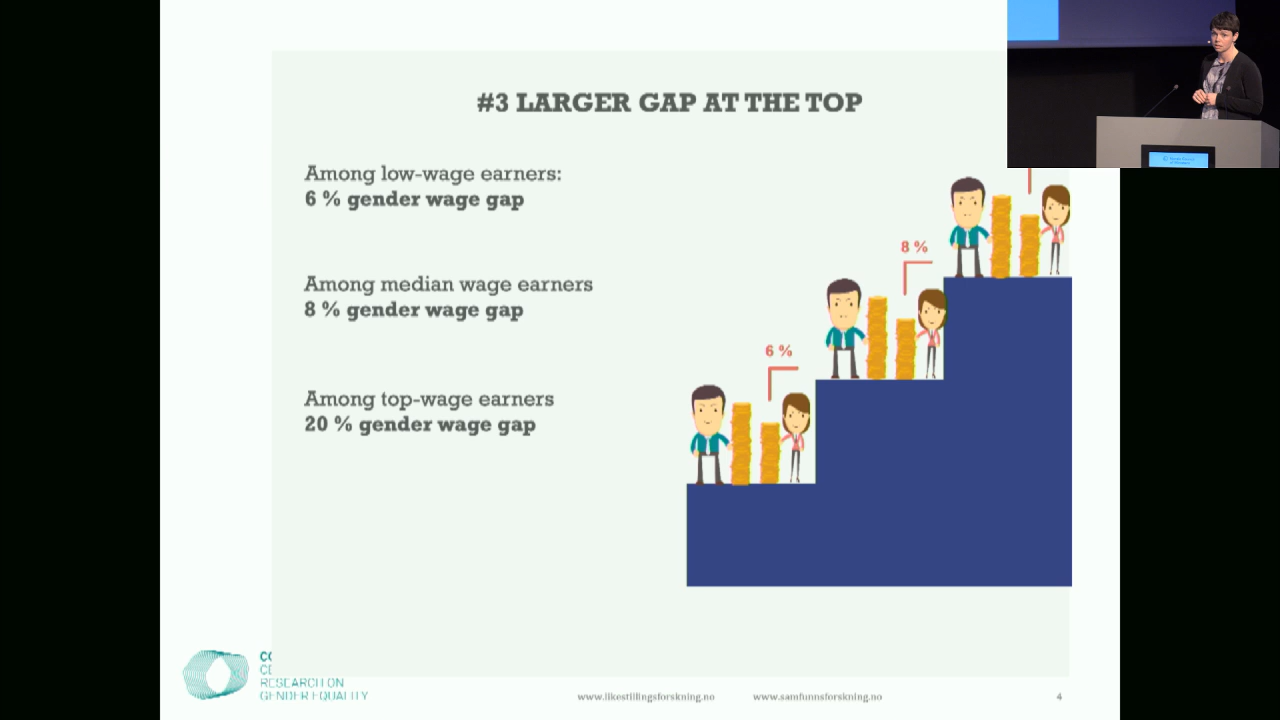 #3 LARGER GAP AT THE TOP
Among low-wage earners:
6 % gender wage gap
Among median wage earners
8 % gender wage gap
Among top-wage earners
20 % gender wage gap
8 %
6 %
RESEARCH ON
GENDER EQUALITY
www.likestillingsforskning.no
www.samfunnsforskning.no
4